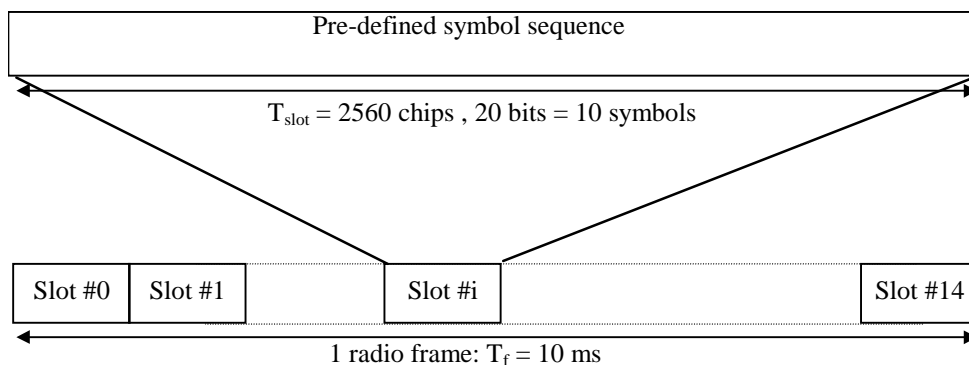 Pre-defined symbol sequence
Tslot = 2560 chips , 20 bits = 10 symbols
Slot #0 Slot #1 Slot #i Slot #14
1 radio frame: Tf = 10 ms